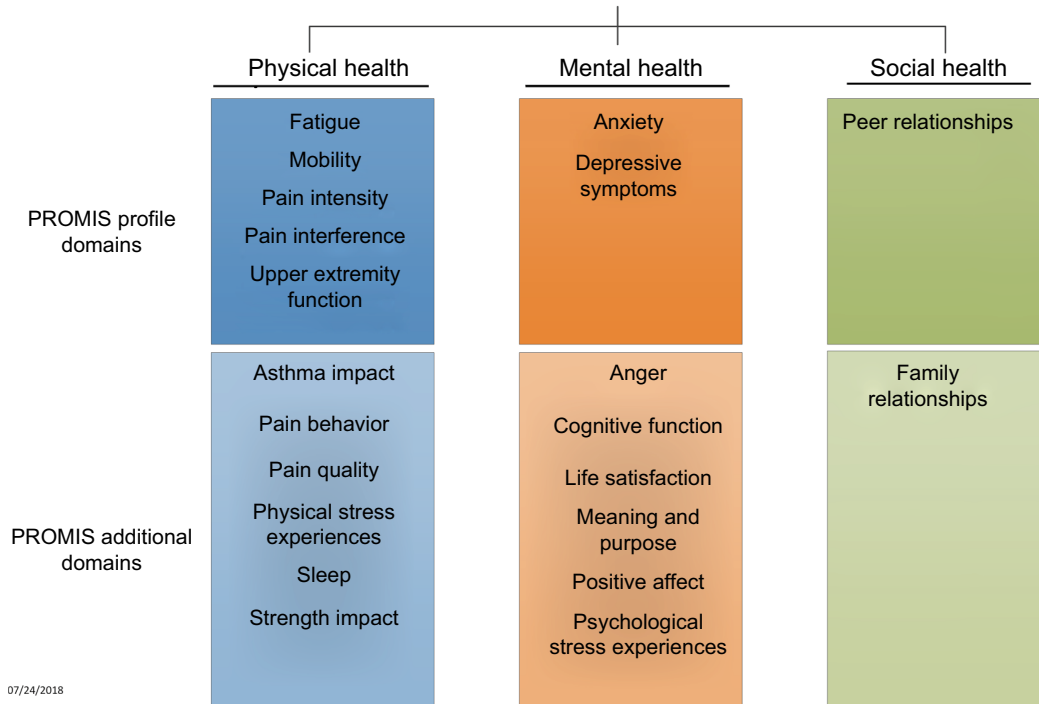 Physical health
Mental health
Social health
PROMIS profile
domains
Fatigue
Mobility
Pain intensity
Pain interference
Upper extremity
function
Anxiety
Depressive
symptoms
Peer relationships
PROMIS additional
domains
Asthma impact
Pain behavior
Pain quality
Physical stress
experiences
Sleep
Strength impact
Anger
Cognitive function
Life satisfaction
Meaning and
purpose
Positive affect
Psychological
stress experiences
Family
relationships
07/24/2018